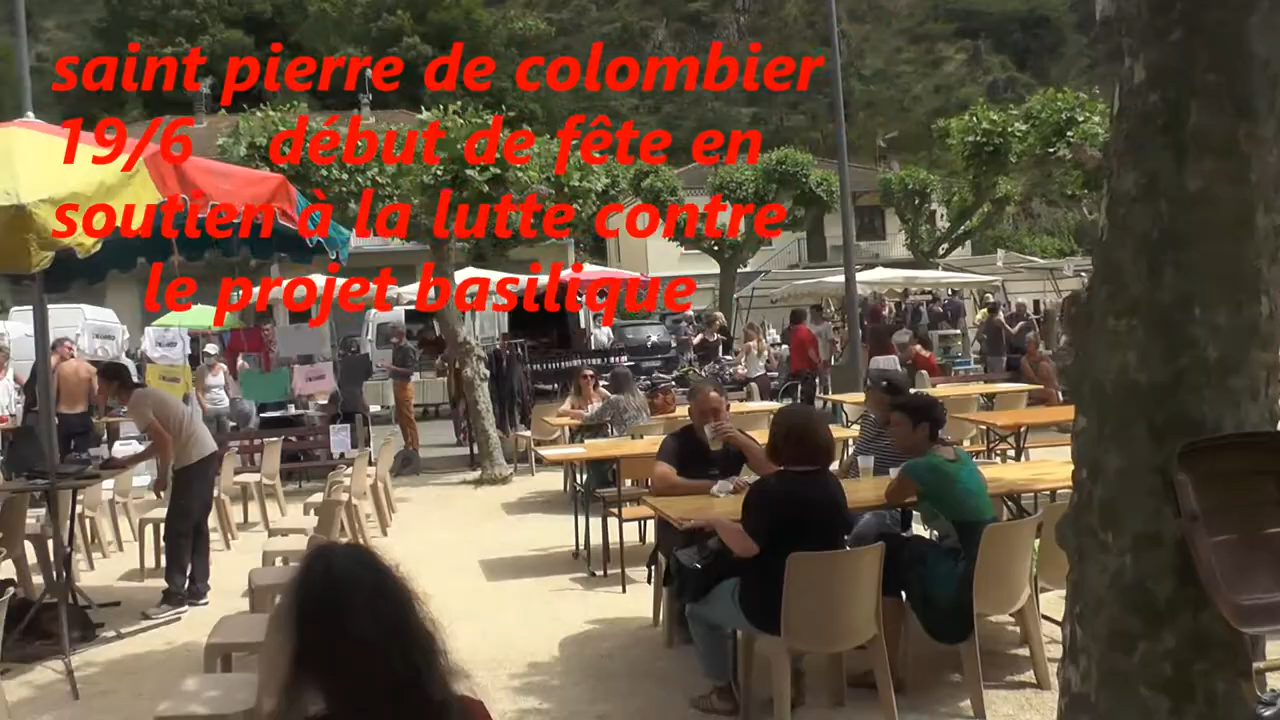 saint pierre de colombier
19/6 début de fête en
soutien à la lutte contre
le projet basilique